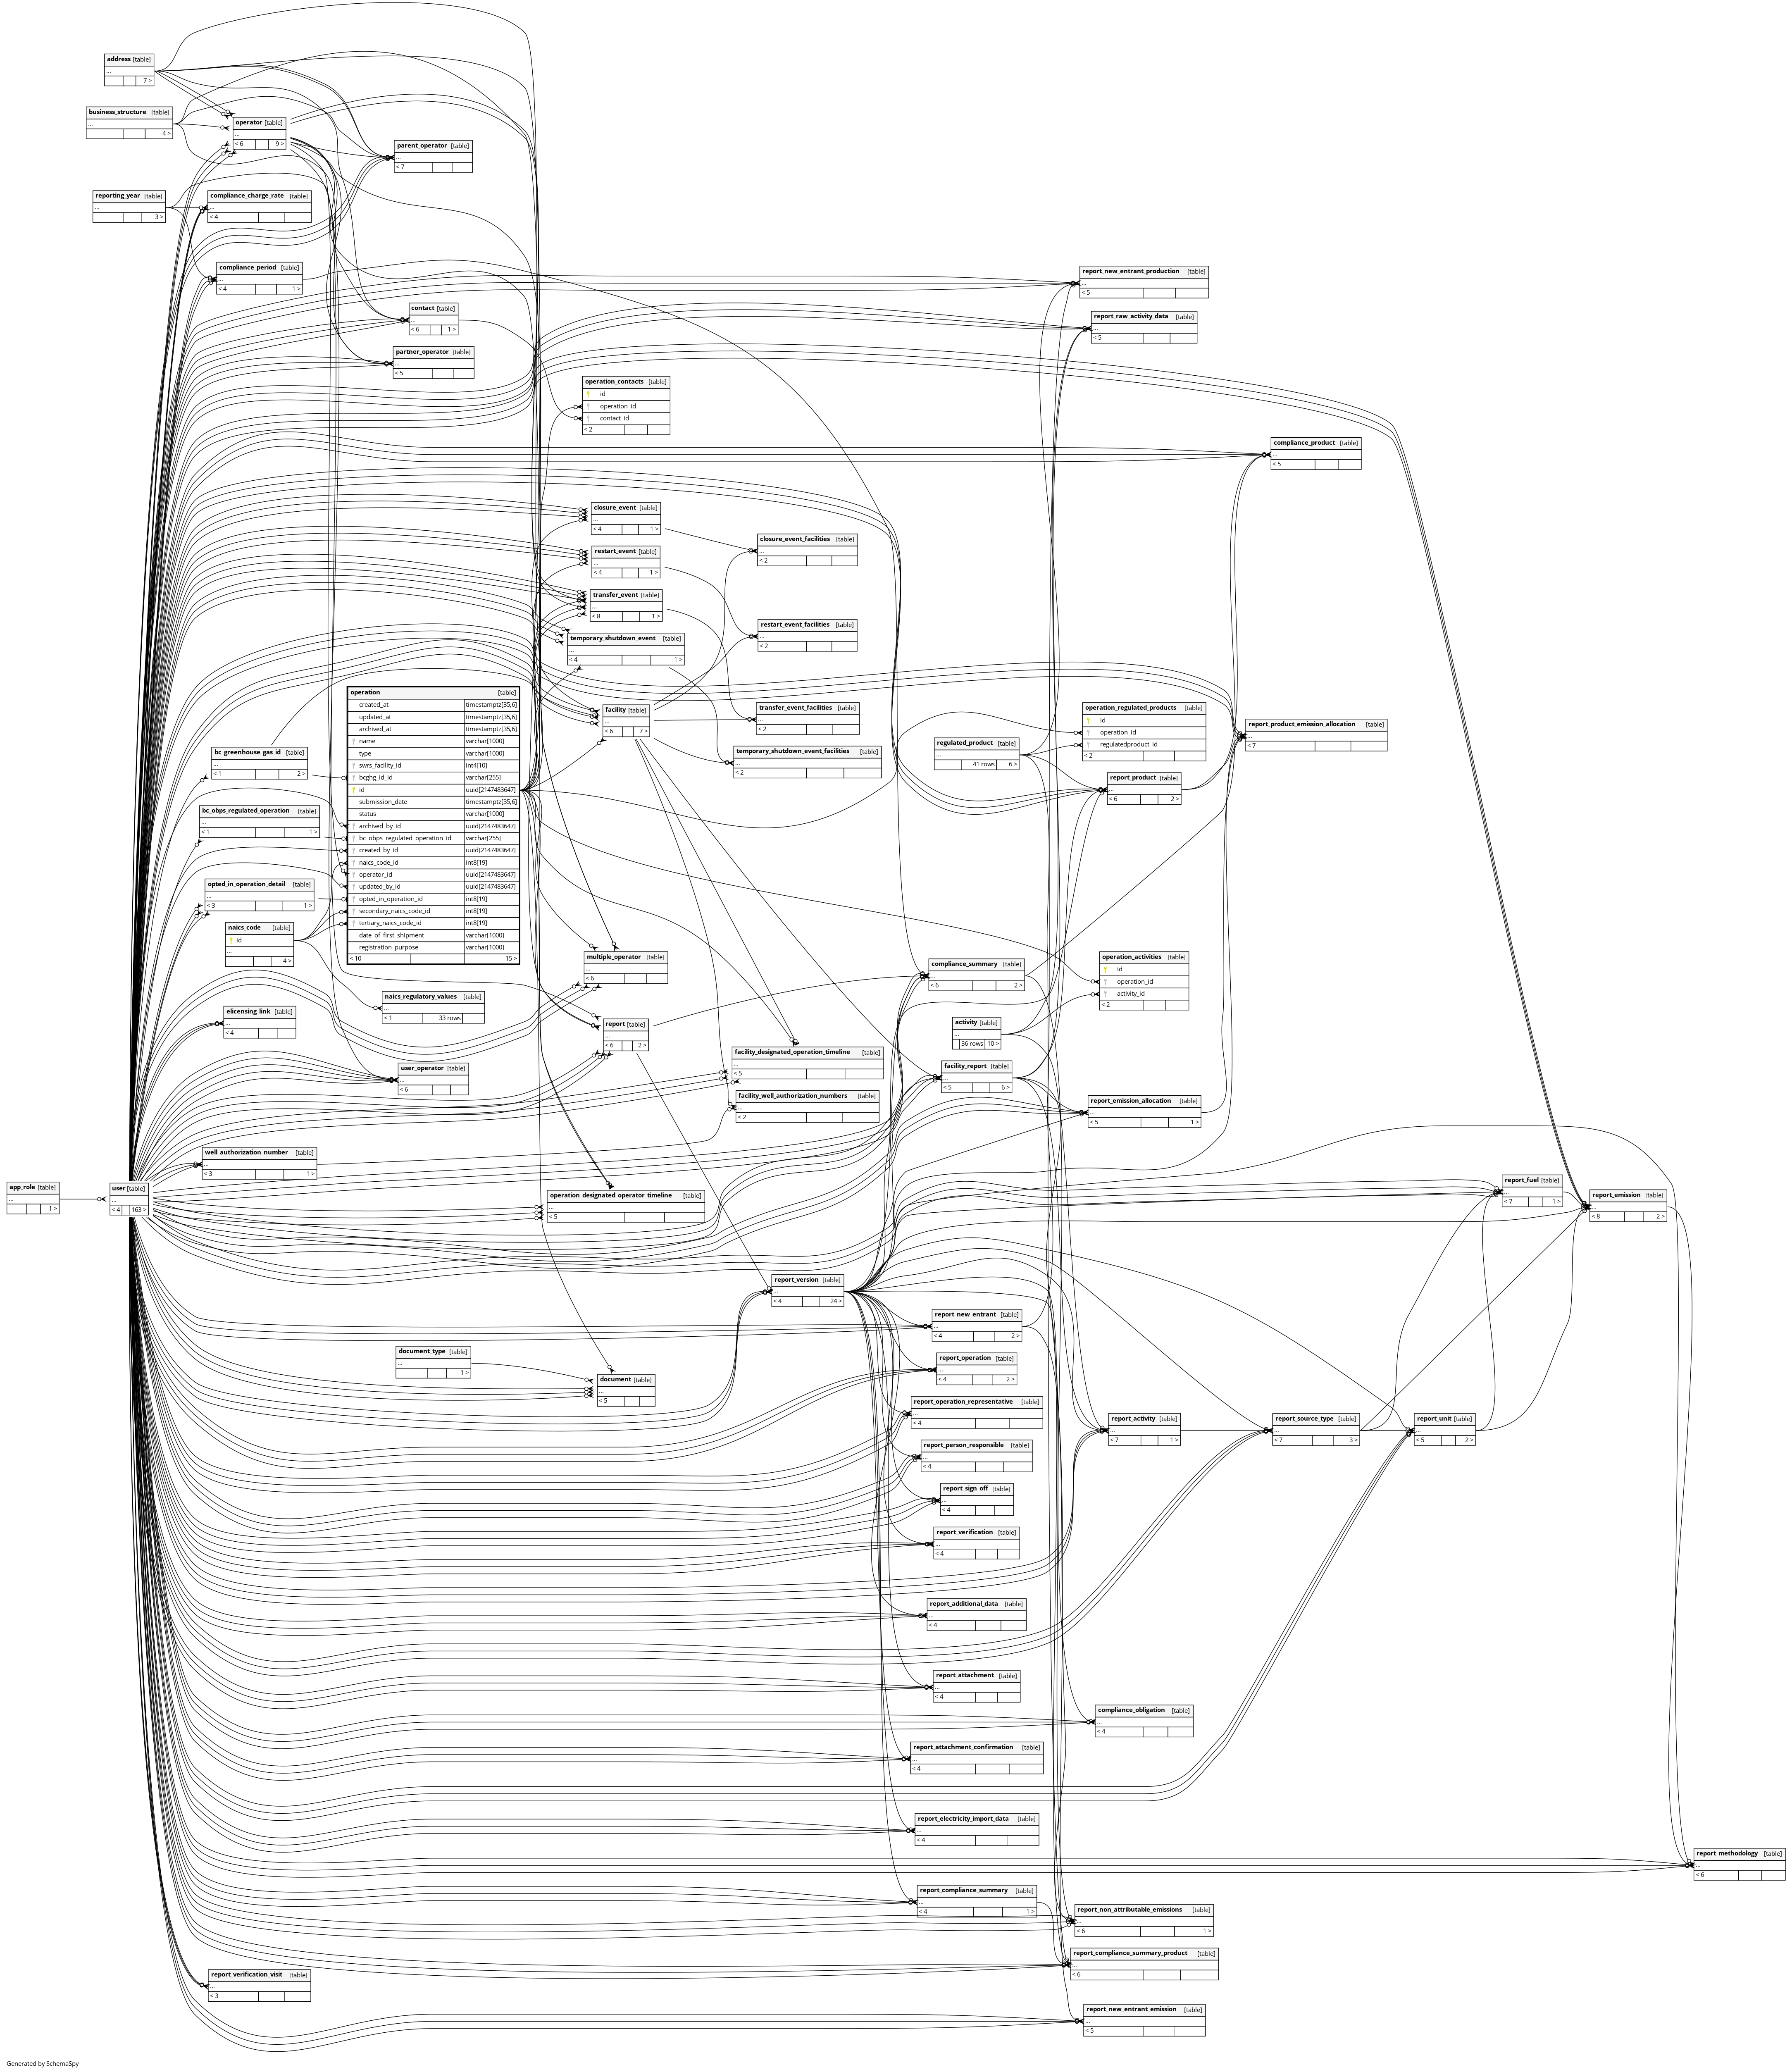 address [table]
...
7 >
business_structure [table]
...
4 >
operator [table]
...
< 6 9 >
parent_operator [table]
...
< 7
reporting_year [table]
...
3 >
compliance_charge_rate [table]
...
< 4
compliance_period [table]
...
< 4 1 >
report_new_entrant_production [table]
...
< 5
contact [table]
...
< 6 1 >
report_raw_activity_data [table]
...
< 5
partner_operator [table]
...
< 5
operation_contacts [table]
id
operation_id
contact_id
< 2
compliance_product [table]
...
< 5
closure_event [table]
...
< 4 1 >
closure_event_facilities [table]
...
< 2
restart_event [table]
...
< 4 1 >
transfer_event [table]
...
< 8 1 >
restart_event_facilities [table]
...
< 2
temporary_shutdown_event [table]
...
< 4 1 >
operation [table]
created_at timestamptz[35,6]
updated_at timestamptz[35,6]
archived_at timestamptz[35,6]
name varchar[1000]
type varchar[1000]
swrs_facility_id int4[10]
bcghg_id_id varchar[255]
id uuid[2147483647]
submission_date timestamptz[35,6]
status varchar[1000]
archived_by_id uuid[2147483647]
bc_obps_regulated_operation_id varchar[255]
created_by_id uuid[2147483647]
naics_code_id int8[19]
operator_id uuid[2147483647]
updated_by_id uuid[2147483647]
opted_in_operation_id int8[19]
secondary_naics_code_id int8[19]
tertiary_naics_code_id int8[19]
date_of_first_shipment varchar[1000]
registration_purpose varchar[1000]
< 10 15 >
facility [table]
...
< 6 7 >
transfer_event_facilities [table]
...
< 2
operation_regulated_products [table]
id
operation_id
regulatedproduct_id
< 2
report_product_emission_allocation [table]
...
< 7
bc_greenhouse_gas_id [table]
...
< 1 2 >
temporary_shutdown_event_facilities [table]
...
< 2
regulated_product [table]
...
41 rows 6 >
report_product [table]
...
< 6 2 >
bc_obps_regulated_operation [table]
...
< 1 1 >
opted_in_operation_detail [table]
...
< 3 1 >
naics_code [table]
id
...
4 >
multiple_operator [table]
...
< 6
compliance_summary [table]
...
< 6 2 >
operation_activities [table]
id
operation_id
activity_id
< 2
naics_regulatory_values [table]
...
< 1 33 rows
elicensing_link [table]
...
< 4
report [table]
...
< 6 2 >
activity [table]
...
36 rows 10 >
facility_designated_operation_timeline [table]
...
< 5
user_operator [table]
...
< 6
facility_report [table]
...
< 5 6 >
facility_well_authorization_numbers [table]
...
< 2
report_emission_allocation [table]
...
< 5 1 >
well_authorization_number [table]
...
< 3 1 >
app_role [table]
...
1 >
user [table]
...
< 4 163 >
operation_designated_operator_timeline [table]
...
< 5
report_fuel [table]
...
< 7 1 >
report_emission [table]
...
< 8 2 >
report_version [table]
...
< 4 24 >
report_new_entrant [table]
...
< 4 2 >
document_type [table]
...
1 >
report_operation [table]
...
< 4 2 >
document [table]
...
< 5
report_operation_representative [table]
...
< 4
report_activity [table]
...
< 7 1 >
report_source_type [table]
...
< 7 3 >
report_unit [table]
...
< 5 2 >
report_person_responsible [table]
...
< 4
report_sign_off [table]
...
< 4
report_verification [table]
...
< 4
report_additional_data [table]
...
< 4
report_attachment [table]
...
< 4
compliance_obligation [table]
...
< 4
report_attachment_confirmation [table]
...
< 4
report_electricity_import_data [table]
...
< 4
report_methodology [table]
...
< 6
report_compliance_summary [table]
...
< 4 1 >
report_non_attributable_emissions [table]
...
< 6 1 >
report_compliance_summary_product [table]
...
< 6
report_verification_visit [table]
...
< 3
report_new_entrant_emission [table]
...
< 5
Generated by SchemaSpy